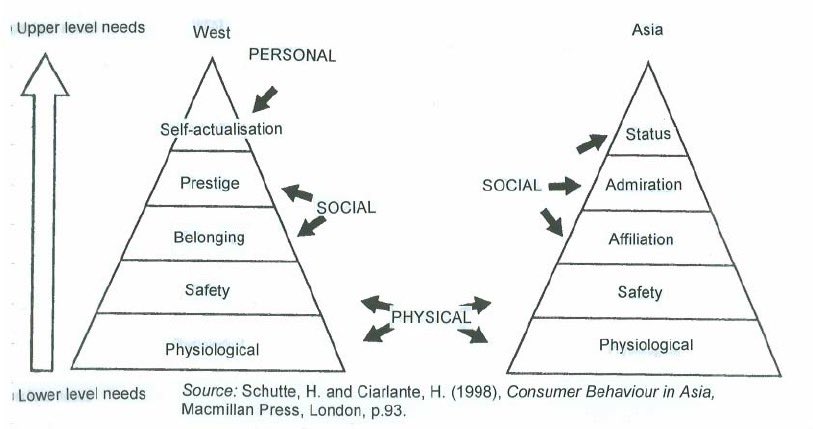 Upper level needs
West
Asia
PERSONAL
Self-actualisation
Status
Prestige
SOCIAL
Admiration
SOCIAL
Belonging
Affiliation
Safety
Safety
PHYSICAL
Physiological
Physiological
Lower level needs
Source: Schutte, H. and Ciarlante, H. (1998), Consumer Behaviour in Asia,
Macmillan Press, London, p.93.